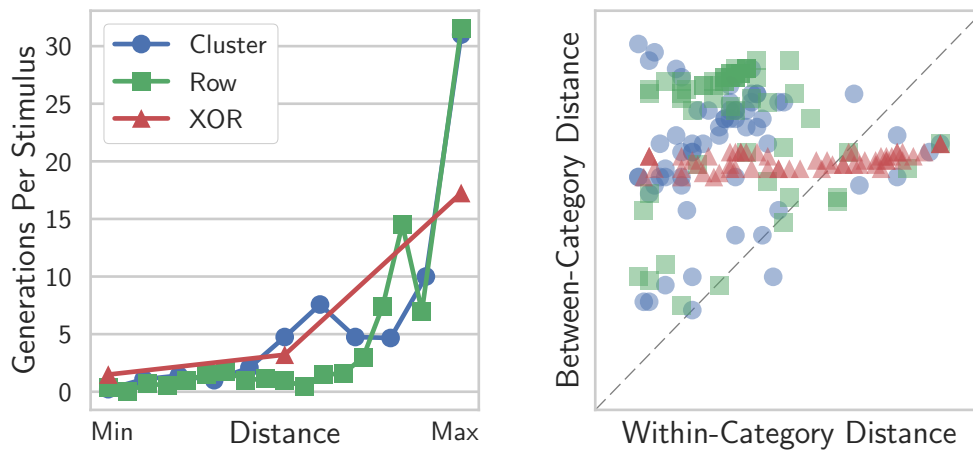 30
25
20
15
10
5
0
Generations Per Stimulus
Cluster
Row
XOR
Min
Distance
Max
Between-Category Distance
Within-Category Distance